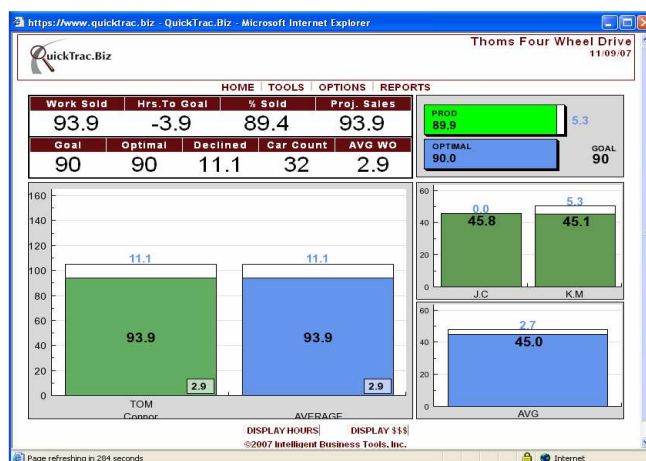 https://www.quicktrac.biz - QuickTrac.Biz - Microsoft Internet Explorer
QuickTrac.Biz
Thoms Four Wheel Drive
11/09/07
HOME | TOOLS | OPTIONS | REPORTS
Work Sold Hrs.To Goal % Sold Proj. Sales
93.9 -3.9 89.4 93.9
Goal Optimal Declined Car Count AVG WO
90 90 11.1 32 2.9
PROD
89.9
5.3
OPTIMAL
90.0
GOAL
90
160
140
120
100
80
60
40
20
0
11.1 11.1
93.9 93.9
2.9 2.9
TOM
Connor
AVERAGE
60
40
20
0
0.0 5.3
45.8 45.1
J.C K.M
60
40
20
0
2.7
45.0
AVG
DISPLAY HOURS DISPLAY $$$
©2007 Intelligent Business Tools, Inc.
Page refreshing in 284 seconds
Internet